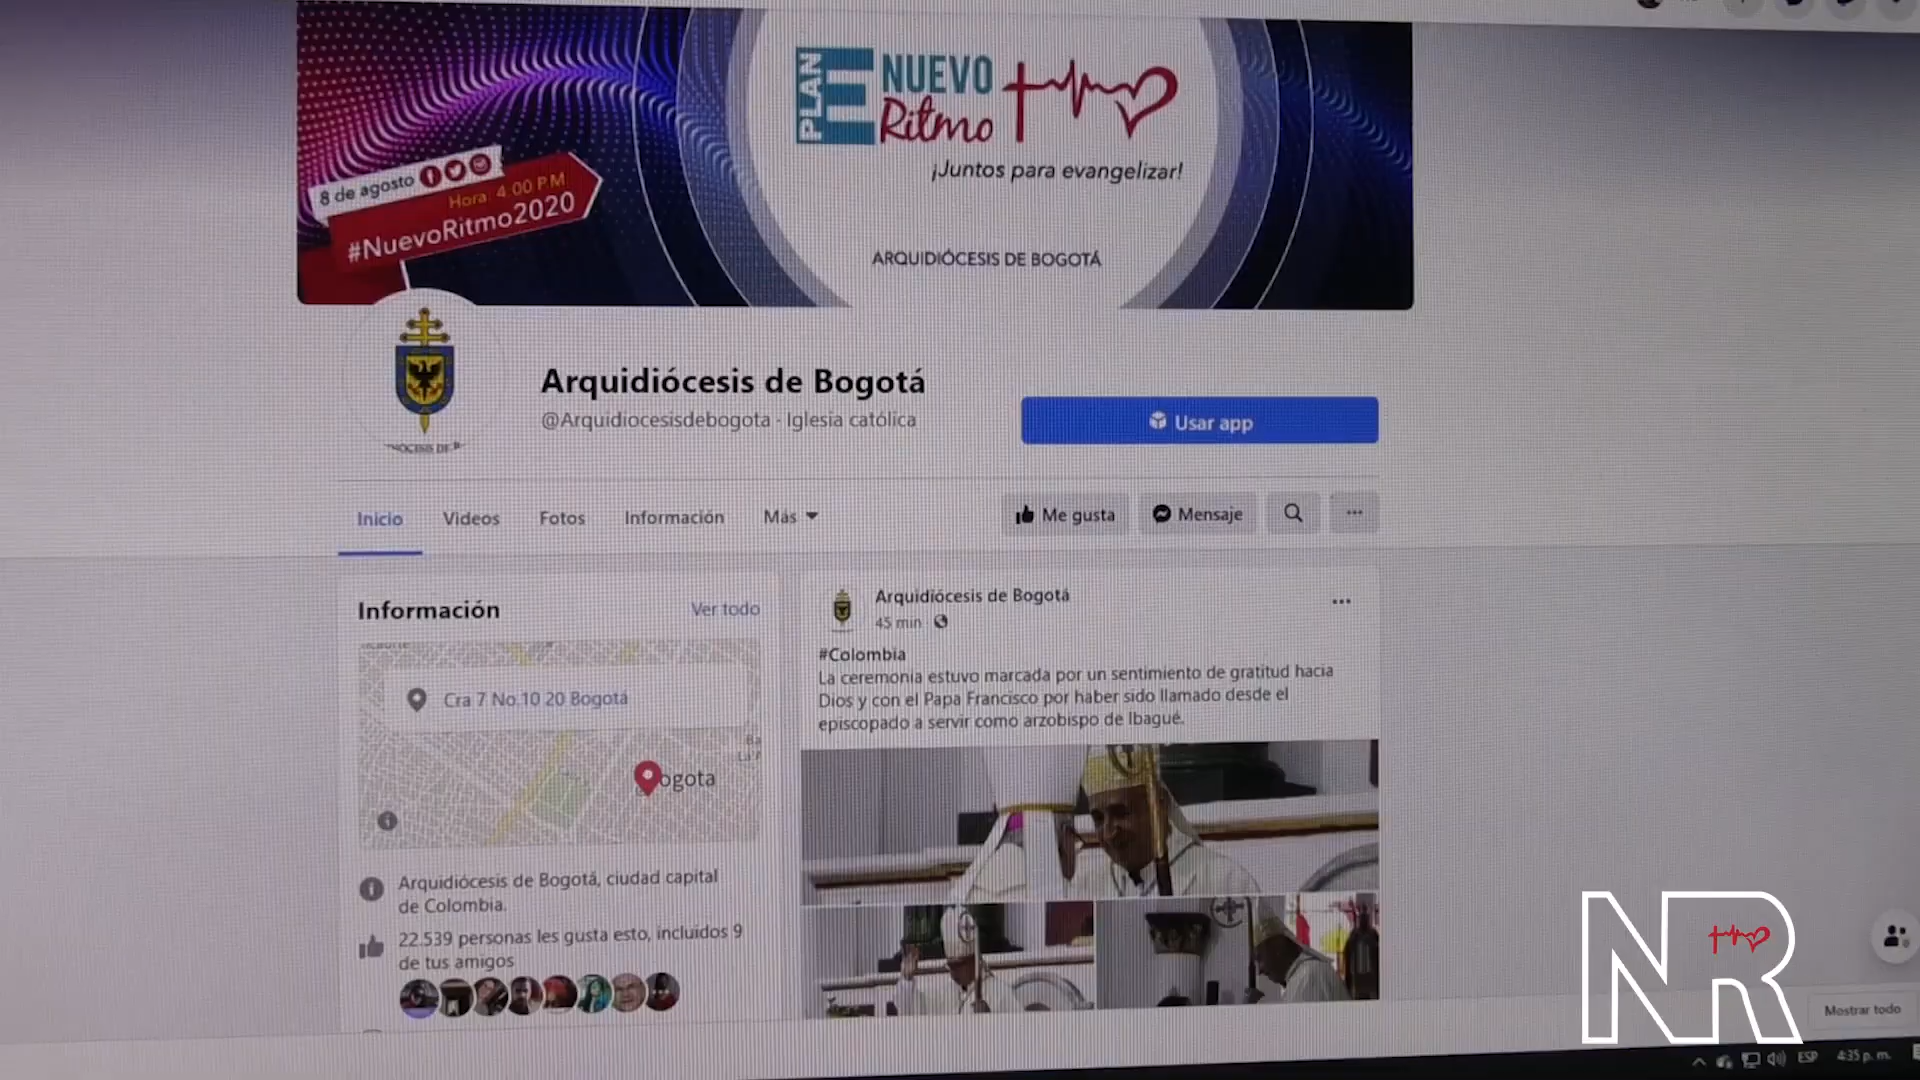 PLAN E NUEVO
Ritmo
¡Juntos para evangelizar!
8 de agosto
Hora: 4:00 PM
#NuevoRitmo2020
ARQUIDIÓCESIS DE BOGOTÁ
Arquidiócesis de Bogotá
@Arquidiocesisdebogota · Iglesia católica
Usar app
Inicio Videos Fotos Información Más
Me gusta Mensaje ...
Información Ver todo
Cra 7 No.10 20 Bogotá
ogota
Arquidiócesis de Bogotá, ciudad capital
de Colombia.
22.539 personas les gusta esto, incluidos 9
de tus amigos
Arquidiócesis de Bogotá
45 min ·
#Colombia
La ceremonia estuvo marcada por un sentimiento de gratitud hacia
Dios y con el Papa Francisco por haber sido llamado desde el
episcopado a servir como arzobispo de Ibagué.
NR
Mostrar todo
ESP 4:35 p. m.